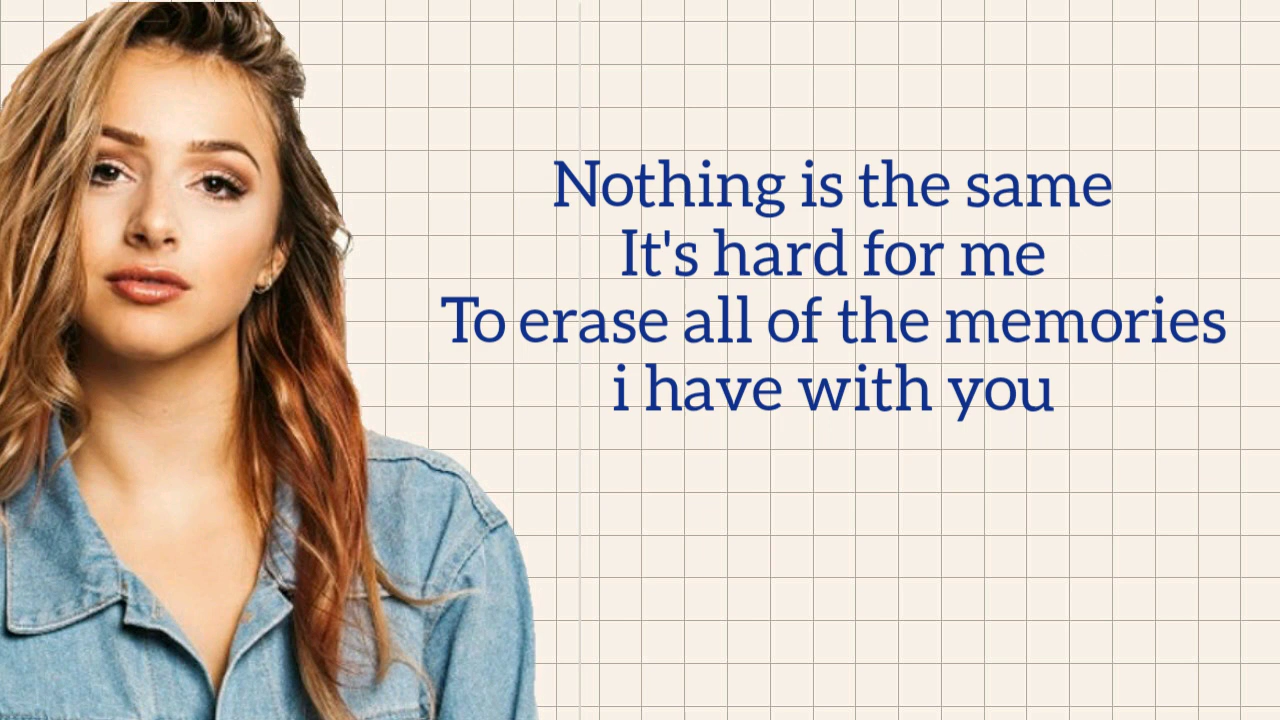 Nothing is the same
It's hard for me
To erase all of the memories
i have with you